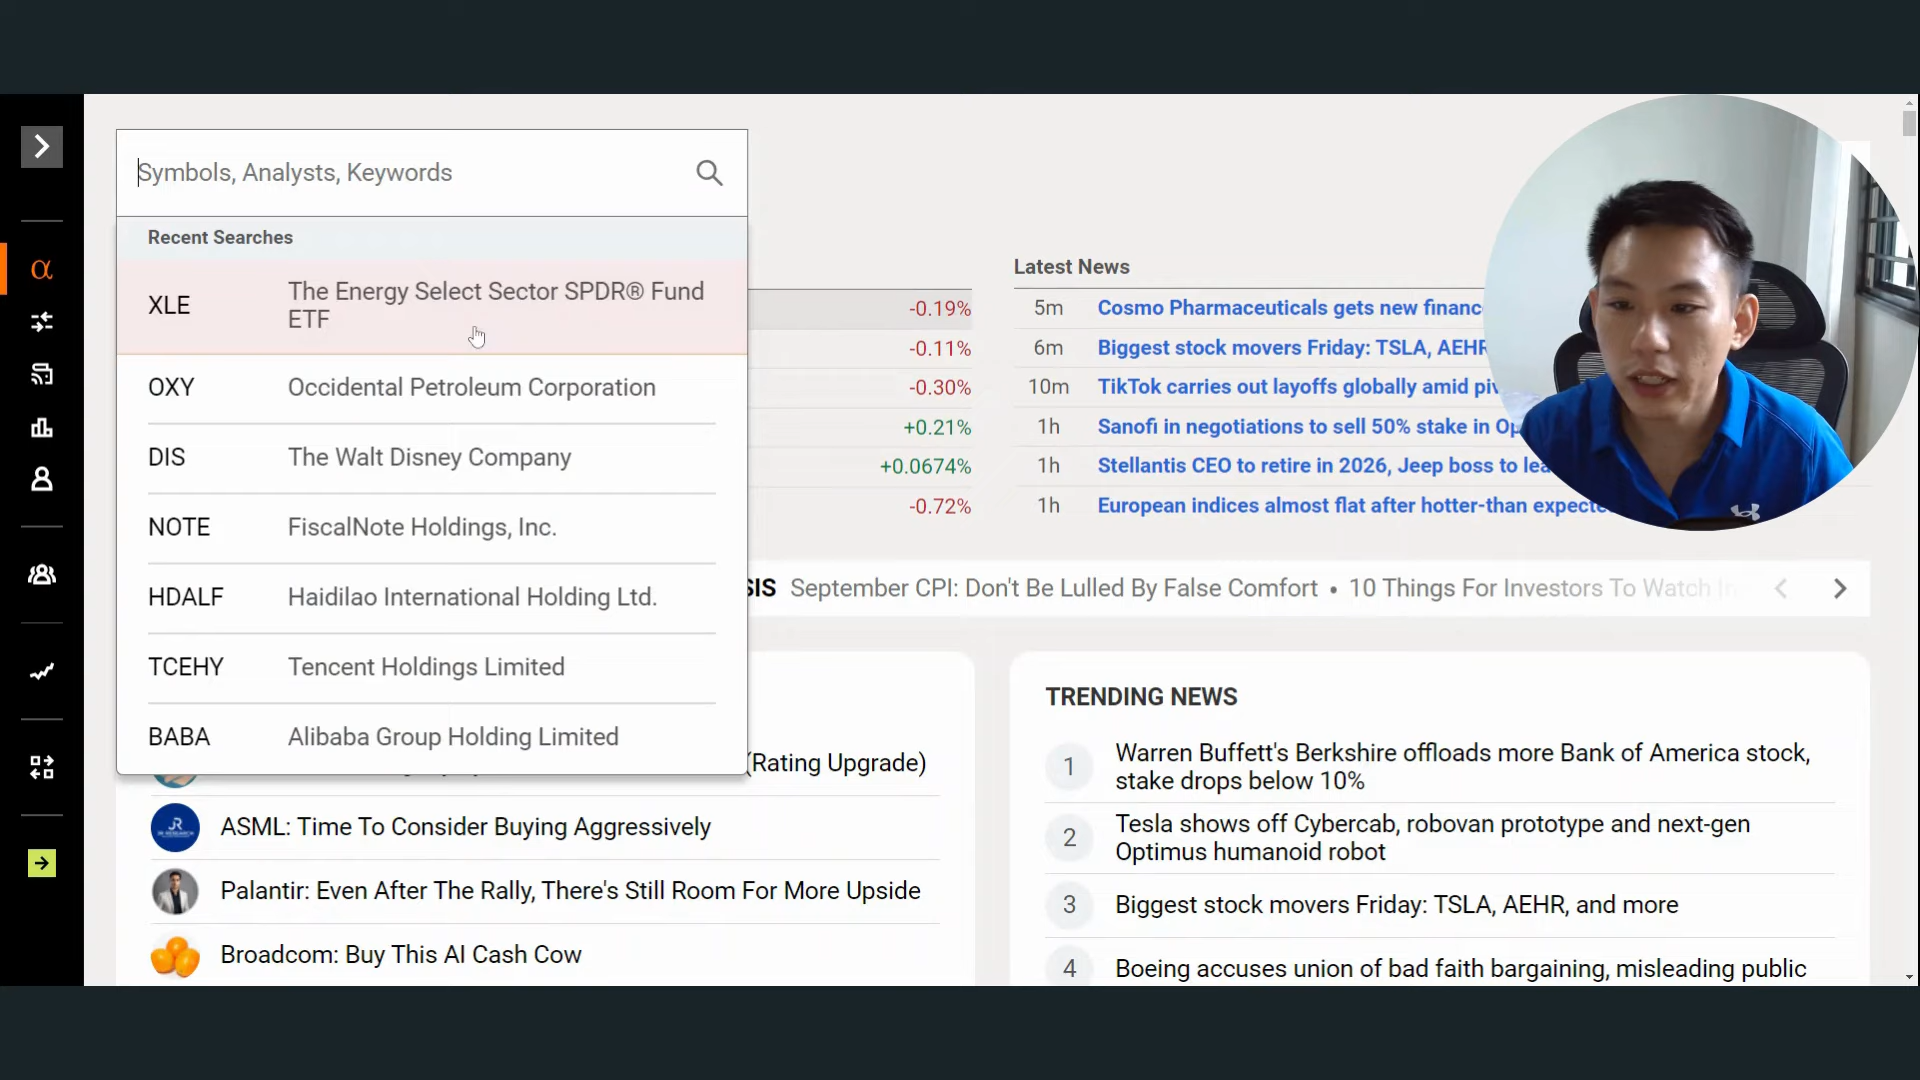 Symbols, Analysts, Keywords
Recent Searches
XLE The Energy Select Sector SPDR® Fund
ETF
OXY Occidental Petroleum Corporation
DIS The Walt Disney Company
NOTE FiscalNote Holdings, Inc.
HDALF Haidilao International Holding Ltd.
TCEHY Tencent Holdings Limited
BABA Alibaba Group Holding Limited
-0.19%
-0.11%
-0.30%
+0.21%
+0.0674%
-0.72%
Latest News
5m Cosmo Pharmaceuticals gets new financ
6m Biggest stock movers Friday: TSLA, AEHR
10m TikTok carries out layoffs globally amid piv
1h Sanofi in negotiations to sell 50% stake in Op
1h Stellantis CEO to retire in 2026, Jeep boss to lea
1h European indices almost flat after hotter-than expecte
SIS September CPI: Don't Be Lulled By False Comfort • 10 Things For Investors To Watch In
(Rating Upgrade)
ASML: Time To Consider Buying Aggressively
Palantir: Even After The Rally, There's Still Room For More Upside
Broadcom: Buy This AI Cash Cow
TRENDING NEWS
1 Warren Buffett's Berkshire offloads more Bank of America stock,
stake drops below 10%
2 Tesla shows off Cybercab, robovan prototype and next-gen
Optimus humanoid robot
3 Biggest stock movers Friday: TSLA, AEHR, and more
4 Boeing accuses union of bad faith bargaining, misleading public